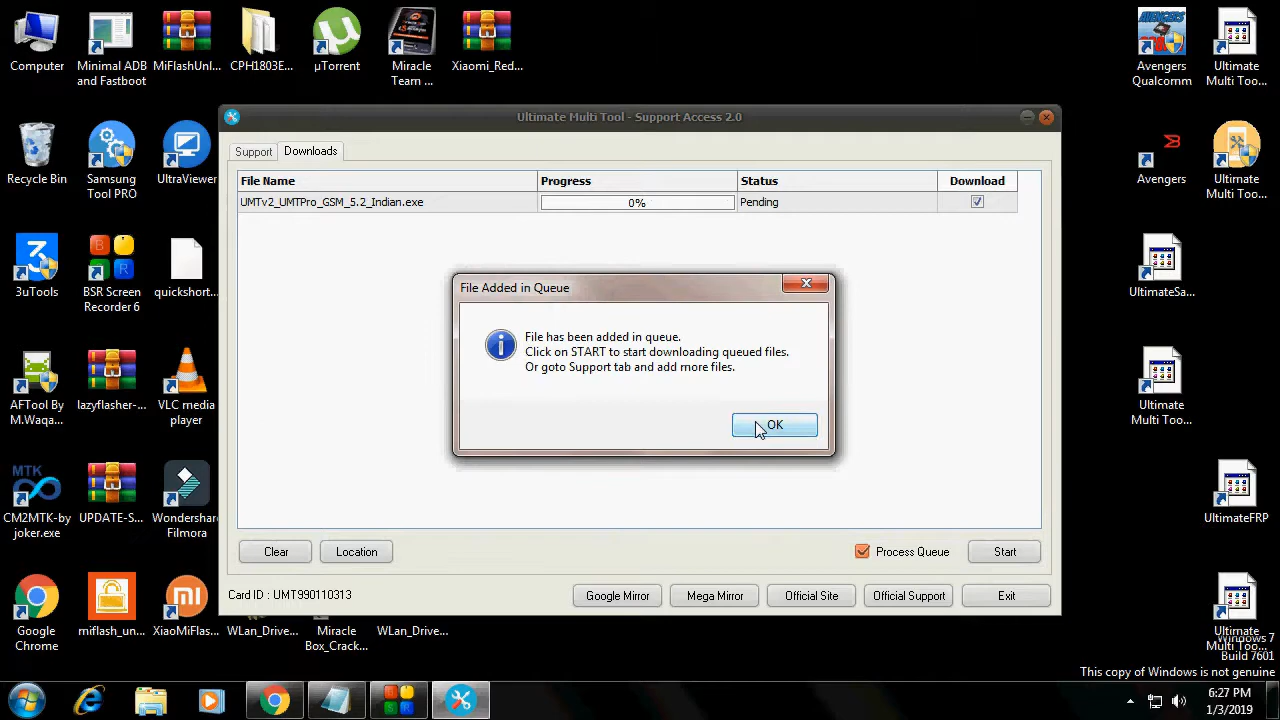 Computer
Minimal ADB
and Fastboot
MiFlashUnl...
CPH1803E...
µTorrent
Miracle
Team ...
Xiaomi_Red...
Avengers
Qualcomm
Ultimate
Multi Too...
Ultimate Multi Tool - Support Access 2.0
Support
Downloads
File Name
Progress
Status
Download
UMTv2_UMTPro_GSM_5.2_Indian.exe
0%
Pending
Recycle Bin
Samsung
Tool PRO
UltraViewer
Avengers
Ultimate
Multi Too...
3uTools
BSR Screen
Recorder 6
quickshort...
UltimateSa...
File Added in Queue
File has been added in queue.
Click on START to start downloading queued files.
Or goto Support tab and add more files.
OK
AFTool By
M.Waqa...
lazyflasher-...
VLC media
player
Ultimate
Multi Too...
MTK
CM2MTK-by
joker.exe
UPDATE-S...
Wondershare
Filmora
UltimateFRP
Clear
Location
Process Queue
Start
Card ID : UMT990110313
Google Mirror
Mega Mirror
Official Site
Official Support
Exit
Google
Chrome
miflash_un...
XiaoMiFlas...
WLan_Drive...
Miracle
Box_Crack...
WLan_Drive...
Ultimate
Multi Too...
Windows 7
Build 7601
This copy of Windows is not genuine
6:27 PM
1/3/2019